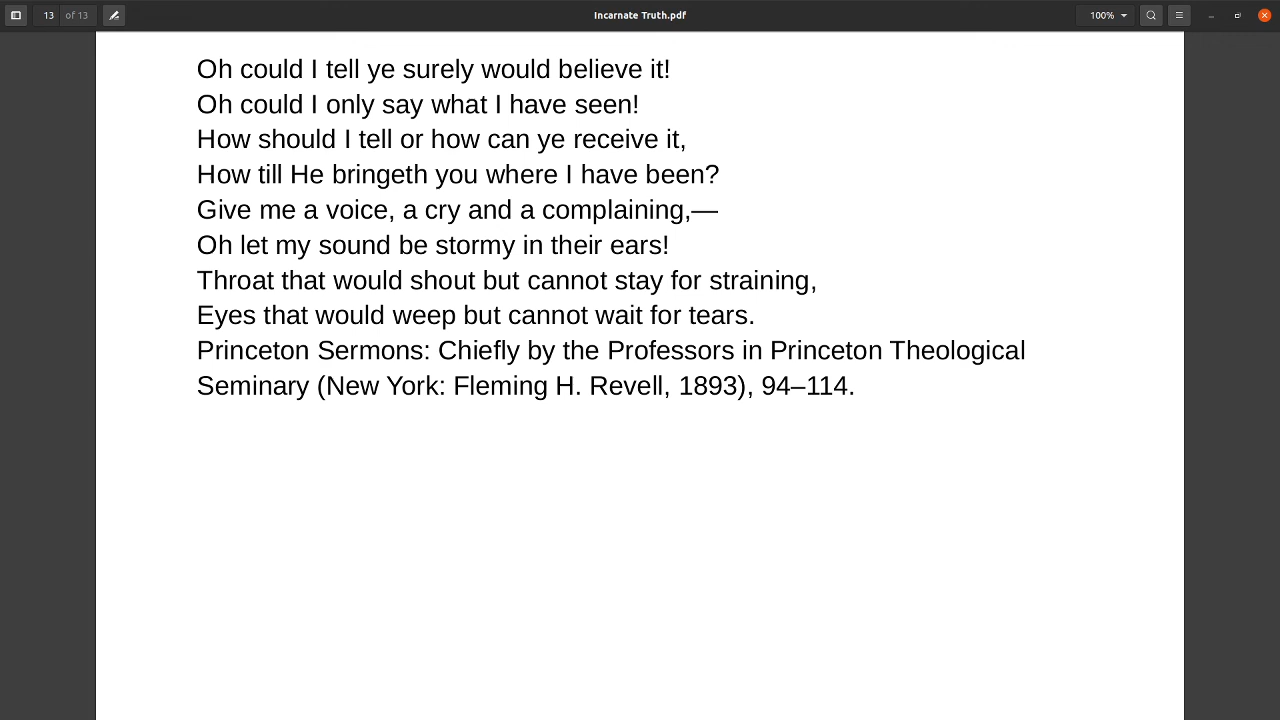 13 of 13
Incarnate Truth.pdf
100%
Oh could I tell ye surely would believe it!
Oh could I only say what I have seen!
How should I tell or how can ye receive it,
How till He bringeth you where I have been?
Give me a voice, a cry and a complaining,—
Oh let my sound be stormy in their ears!
Throat that would shout but cannot stay for straining,
Eyes that would weep but cannot wait for tears.
Princeton Sermons: Chiefly by the Professors in Princeton Theological
Seminary (New York: Fleming H. Revell, 1893), 94–114.